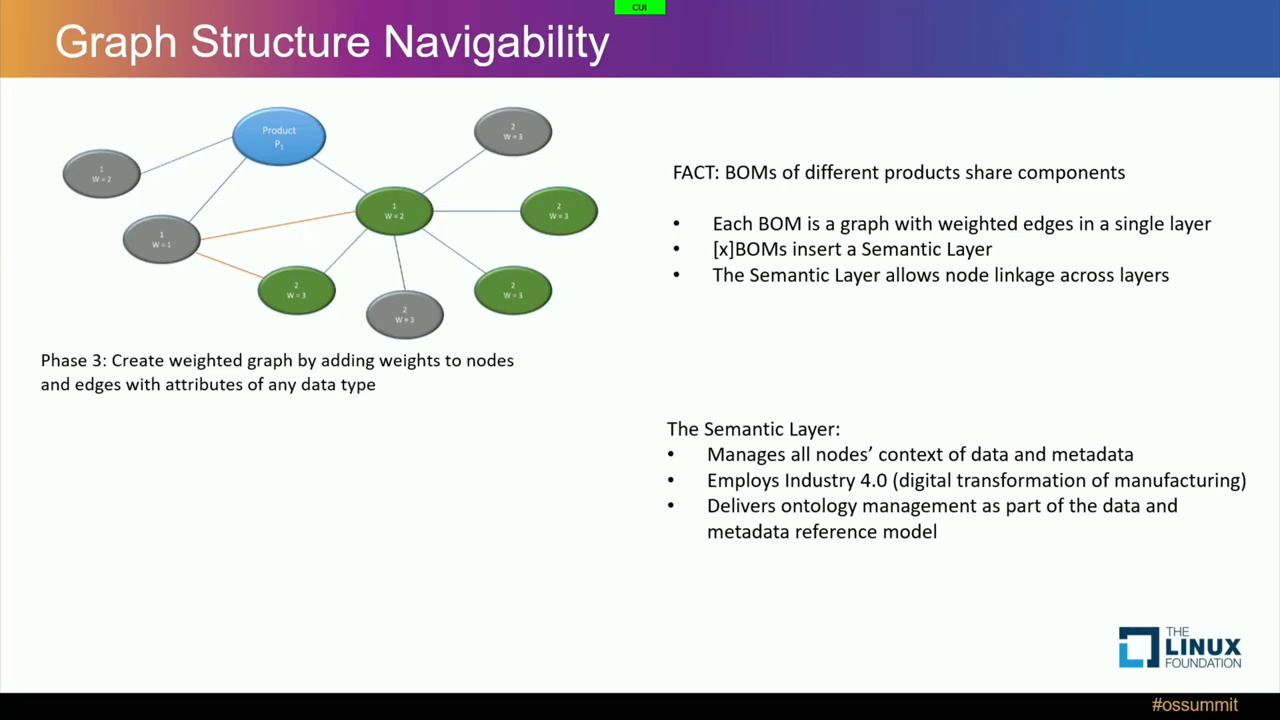 CUI
Graph Structure Navigability
Product
P1
2
W = 3
1
W = 2
1
W = 2
2
W = 3
1
W = 1
2
W = 3
2
W = 3
2
W = 3
Phase 3: Create weighted graph by adding weights to nodes
and edges with attributes of any data type
FACT: BOMs of different products share components
• Each BOM is a graph with weighted edges in a single layer
• [x]BOMs insert a Semantic Layer
• The Semantic Layer allows node linkage across layers
The Semantic Layer:
• Manages all nodes’ context of data and metadata
• Employs Industry 4.0 (digital transformation of manufacturing)
• Delivers ontology management as part of the data and
metadata reference model
THE
LINUX
FOUNDATION
#ossummit